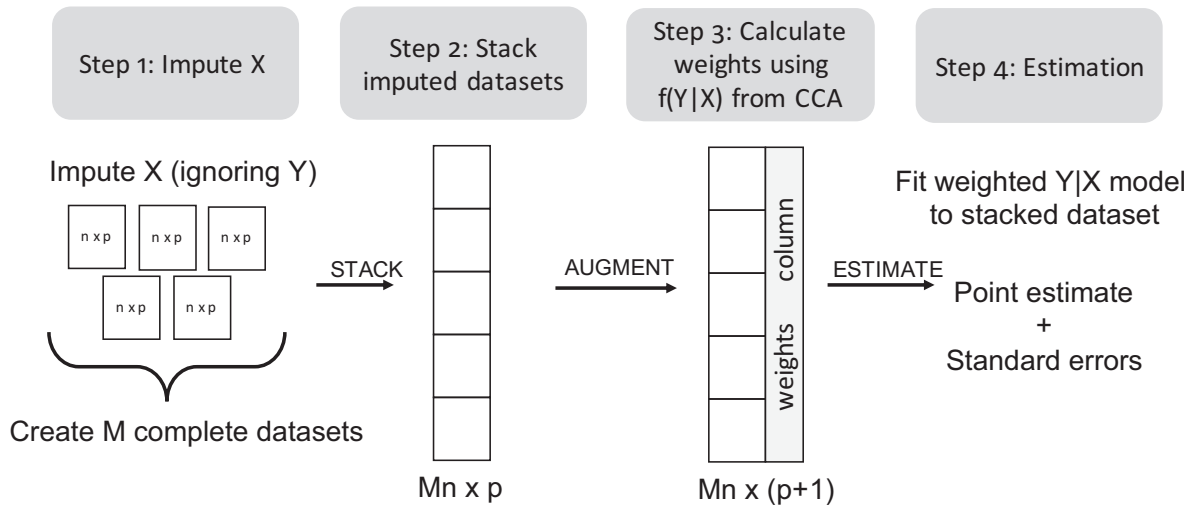 Step 1: Impute X
Step 2: Stack
imputed datasets
Step 3: Calculate
weights using
f(Y|X) from CCA
Step 4: Estimation
Impute X (ignoring Y)
n x p
n x p
n x p
n x p
n x p
Create M complete datasets
STACK
Mn x p
AUGMENT
weights column
Mn x (p+1)
ESTIMATE
Fit weighted Y|X model
to stacked dataset
Point estimate
+
Standard errors